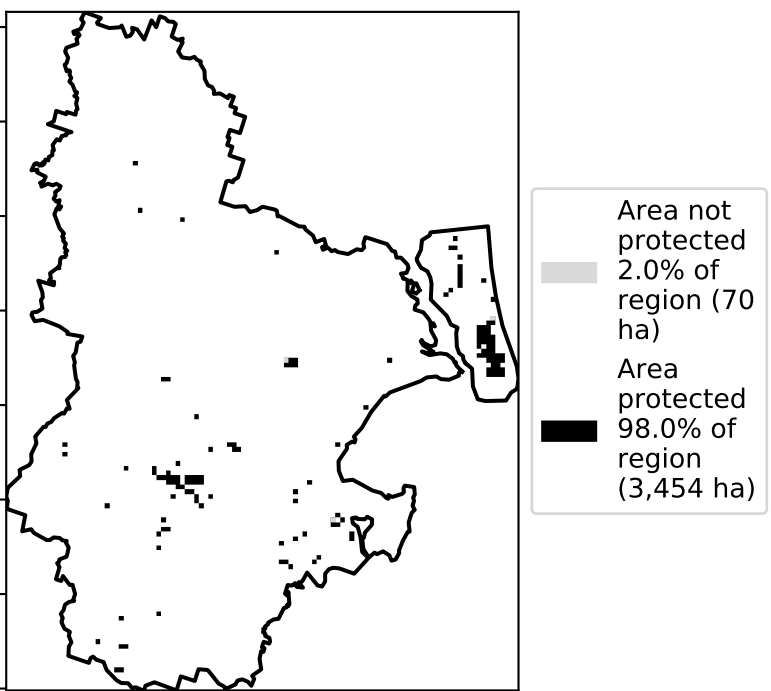 Area not
protected
2.0% of
region (70
ha)
Area
protected
98.0% of
region
(3,454 ha)